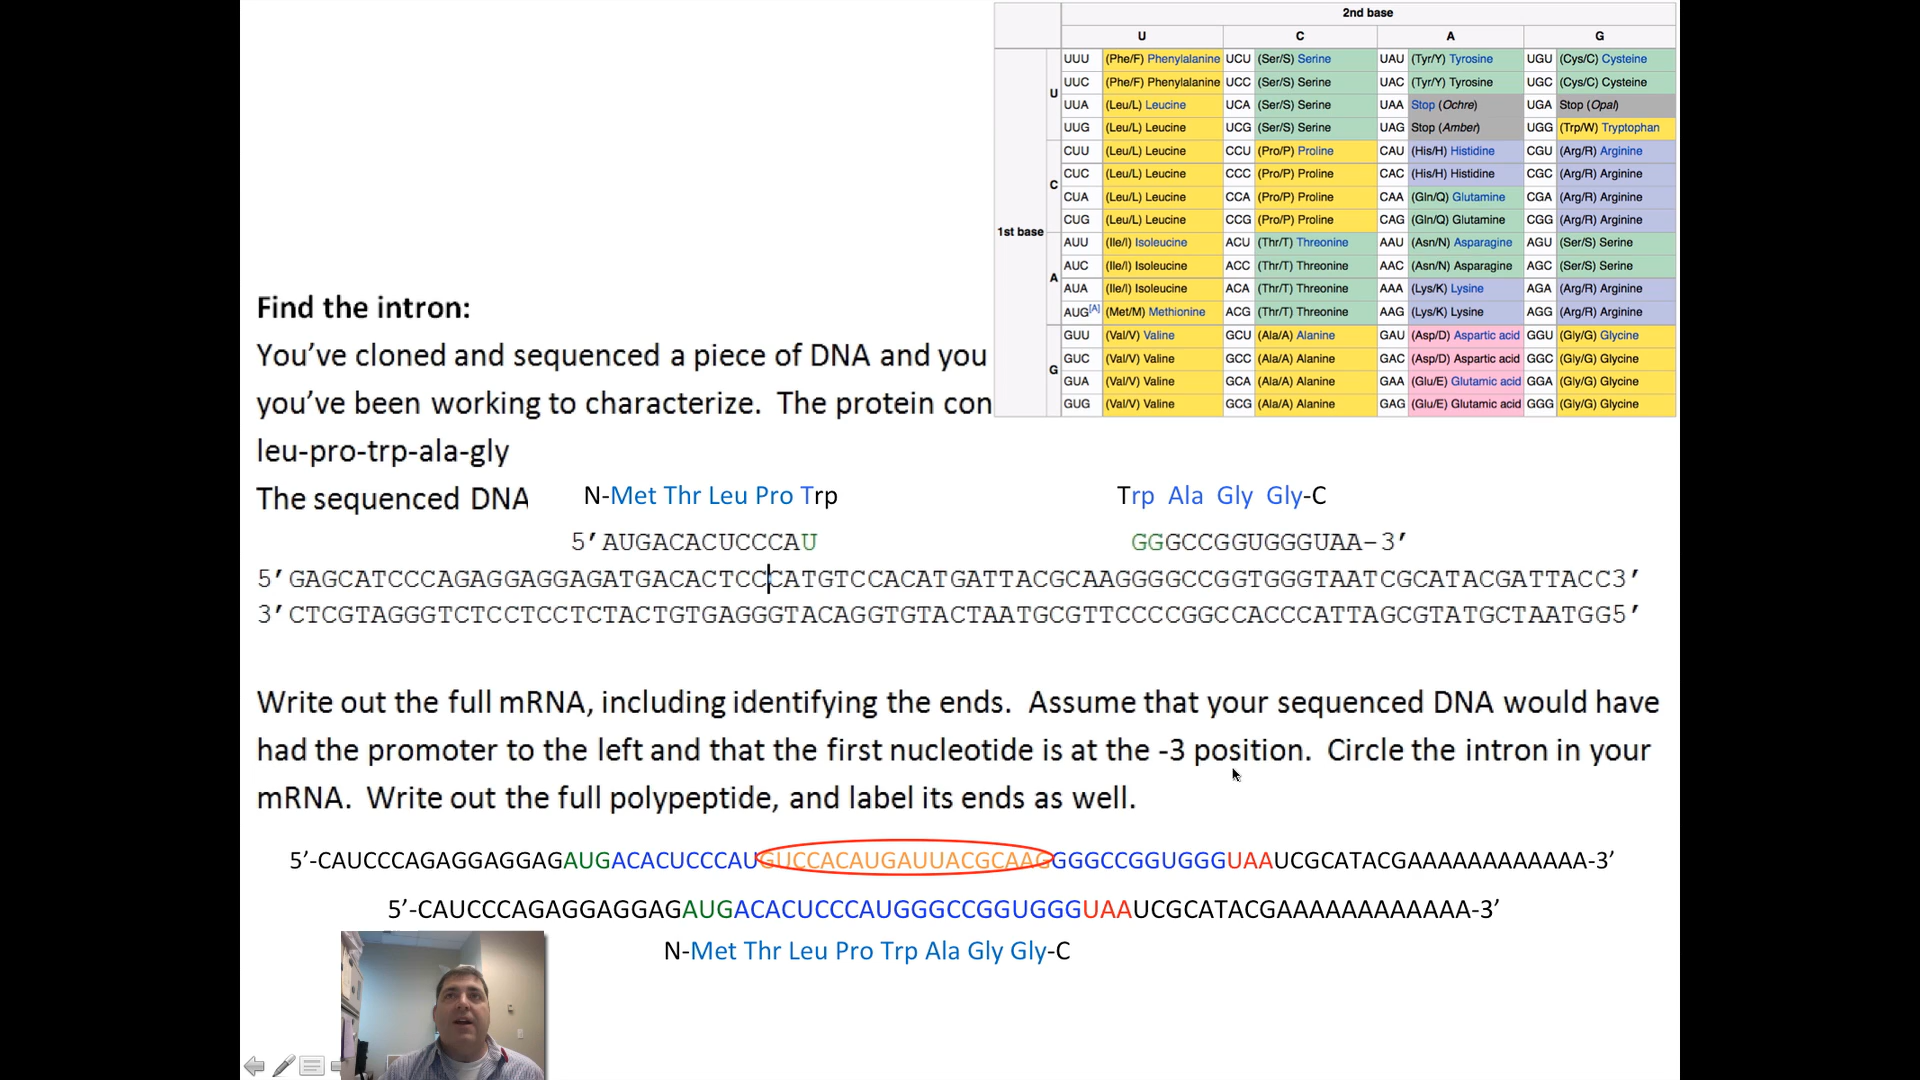 2nd base
U C A G
1st base
U
UUU (Phe/F) Phenylalanine UCU (Ser/S) Serine UAU (Tyr/Y) Tyrosine UGU (Cys/C) Cysteine
UUC (Phe/F) Phenylalanine UCC (Ser/S) Serine UAC (Tyr/Y) Tyrosine UGC (Cys/C) Cysteine
UUA (Leu/L) Leucine UCA (Ser/S) Serine UAA Stop (Ochre) UGA Stop (Opal)
UUG (Leu/L) Leucine UCG (Ser/S) Serine UAG Stop (Amber) UGG (Trp/W) Tryptophan
C
CUU (Leu/L) Leucine CCU (Pro/P) Proline CAU (His/H) Histidine CGU (Arg/R) Arginine
CUC (Leu/L) Leucine CCC (Pro/P) Proline CAC (His/H) Histidine CGC (Arg/R) Arginine
CUA (Leu/L) Leucine CCA (Pro/P) Proline CAA (Gln/Q) Glutamine CGA (Arg/R) Arginine
CUG (Leu/L) Leucine CCG (Pro/P) Proline CAG (Gln/Q) Glutamine CGG (Arg/R) Arginine
A
AUU (Ile/I) Isoleucine ACU (Thr/T) Threonine AAU (Asn/N) Asparagine AGU (Ser/S) Serine
AUC (Ile/I) Isoleucine ACC (Thr/T) Threonine AAC (Asn/N) Asparagine AGC (Ser/S) Serine
AUA (Ile/I) Isoleucine ACA (Thr/T) Threonine AAA (Lys/K) Lysine AGA (Arg/R) Arginine
AUG[A] (Met/M) Methionine ACG (Thr/T) Threonine AAG (Lys/K) Lysine AGG (Arg/R) Arginine
G
GUU (Val/V) Valine GCU (Ala/A) Alanine GAU (Asp/D) Aspartic acid GGU (Gly/G) Glycine
GUC (Val/V) Valine GCC (Ala/A) Alanine GAC (Asp/D) Aspartic acid GGC (Gly/G) Glycine
GUA (Val/V) Valine GCA (Ala/A) Alanine GAA (Glu/E) Glutamic acid GGA (Gly/G) Glycine
GUG (Val/V) Valine GCG (Ala/A) Alanine GAG (Glu/E) Glutamic acid GGG (Gly/G) Glycine
Find the intron:
You've cloned and sequenced a piece of DNA and you
you've been working to characterize. The protein con
leu-pro-trp-ala-gly
The sequenced DNA
N-Met Thr Leu Pro Trp Trp Ala Gly Gly-C
5'AUGACACUCCCAU GGGCCGGUGGGUAA-3'
5'GAGCATCCCAGAGGAGGAGATGACACTCCCATGTCCACATGATTACGCAAGGGGCCGGTGGGTAATCGCATACGATTACC3'
3'CTCGTAGGGTCTCCTCCTCTACTGTGAGGGTACAGGTGTACTAATGCGTTCCCCGGCCACCCATTAGCGTATGCTAATGG5'
Write out the full mRNA, including identifying the ends. Assume that your sequenced DNA would have
had the promoter to the left and that the first nucleotide is at the -3 position. Circle the intron in your
mRNA. Write out the full polypeptide, and label its ends as well.
5'-CAUCCCAGAGGAGGAGAUGACACUCCCAUGUCCACAUGAUUACGCAAGGGGCCGGUGGGUAAUCGCATACGAAAAAAAAAAAA-3'
5'-CAUCCCAGAGGAGGAGAUGACACUCCCAUGGGCCGGUGGGUAAUCGCATACGAAAAAAAAAAAA-3'
N-Met Thr Leu Pro Trp Ala Gly Gly-C